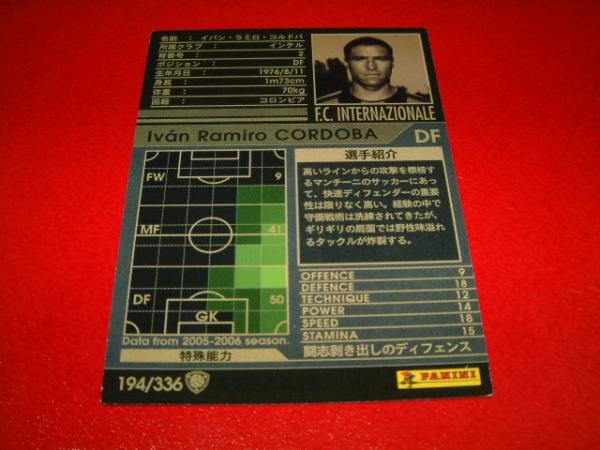 名前 : イバン・ラミロ・コルドバ
所属クラブ : インテル
背番号 : 2
ポジション : DF
生年月日 : 1976/8/11
身長 : 1m73cm
体重 : 70kg
国籍 : コロンビア
F.C. INTERNAZIONALE
Iván Ramiro CORDOBA DF
選手紹介
高いラインからの攻撃を標榜するマンチーニのサッカーにあって、快速ディフェンダーの重要性は限りなく高い。経験の中で守備戦術は洗練されてきたが、ギリギリの局面では野性味溢れるタックルが炸裂する。
FW 9
MF 41
DF 50
GK
Data from 2005-2006 season.
OFFENCE 9
DEFENCE 18
TECHNIQUE 12
POWER 14
SPEED 18
STAMINA 15
特殊能力
闘志剥き出しのディフェンス
194/336
PANINI